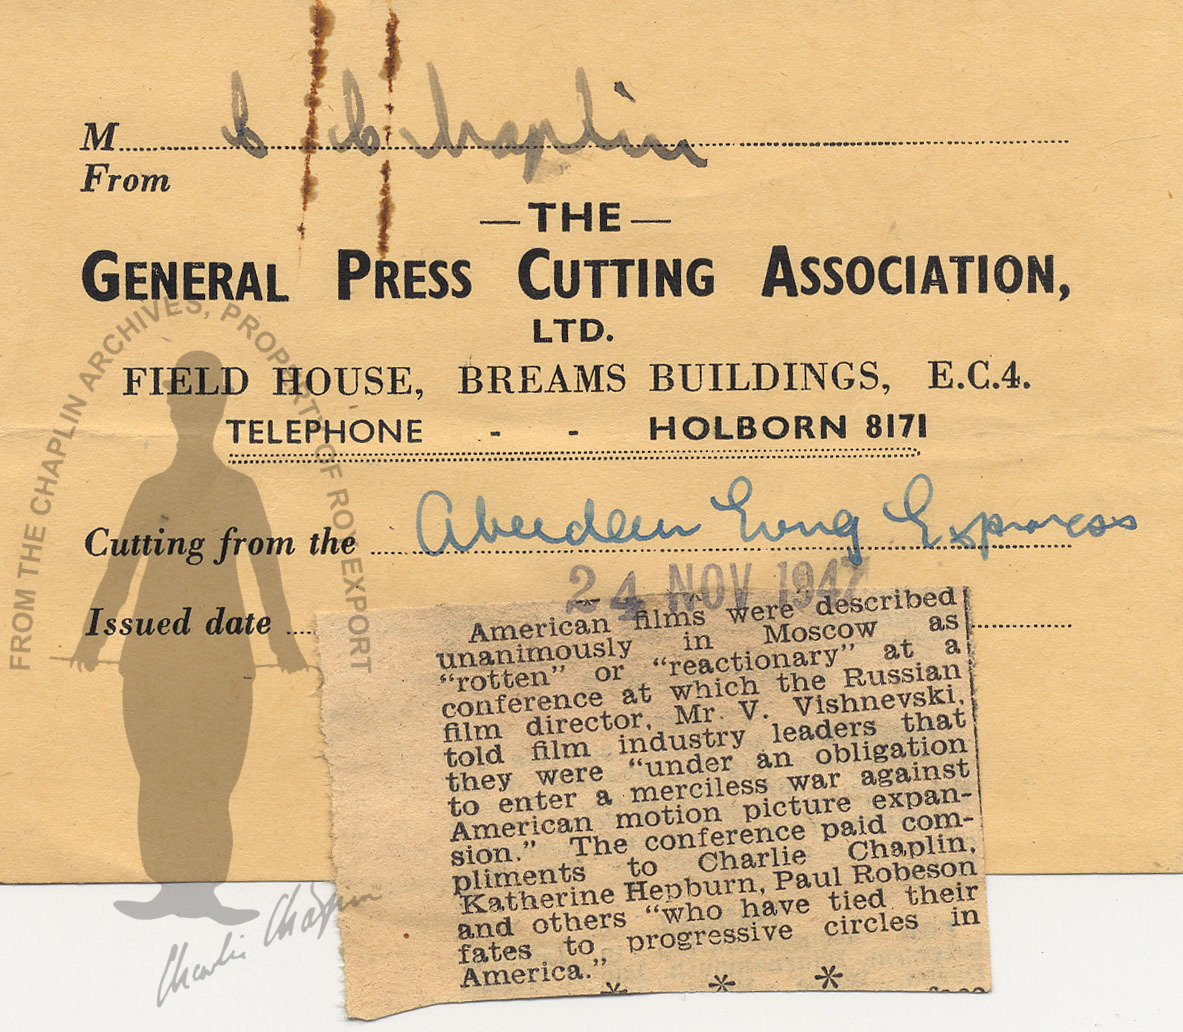 M C C Chaplin
From
— THE —
GENERAL PRESS CUTTING ASSOCIATION,
LTD.
FIELD HOUSE, BREAMS BUILDINGS, E.C.4.
TELEPHONE - - HOLBORN 8171
Cutting from the Aberdeen Evng Express
Issued date
24 NOV 1947
American films were described
unanimously in Moscow as
“rotten” or “reactionary” at a
conference at which the Russian
film director, Mr. V. Vishnevski,
told film industry leaders that
they were “under an obligation
to enter a merciless war against
American motion picture expan-
sion.” The conference paid com-
pliments to Charlie Chaplin,
Katherine Hepburn, Paul Robeson
and others “who have tied their
fates to progressive circles in
America.”
* * *
FROM THE CHAPLIN ARCHIVES, PROPERTY OF ROY EXPORT
Charlie Chaplin